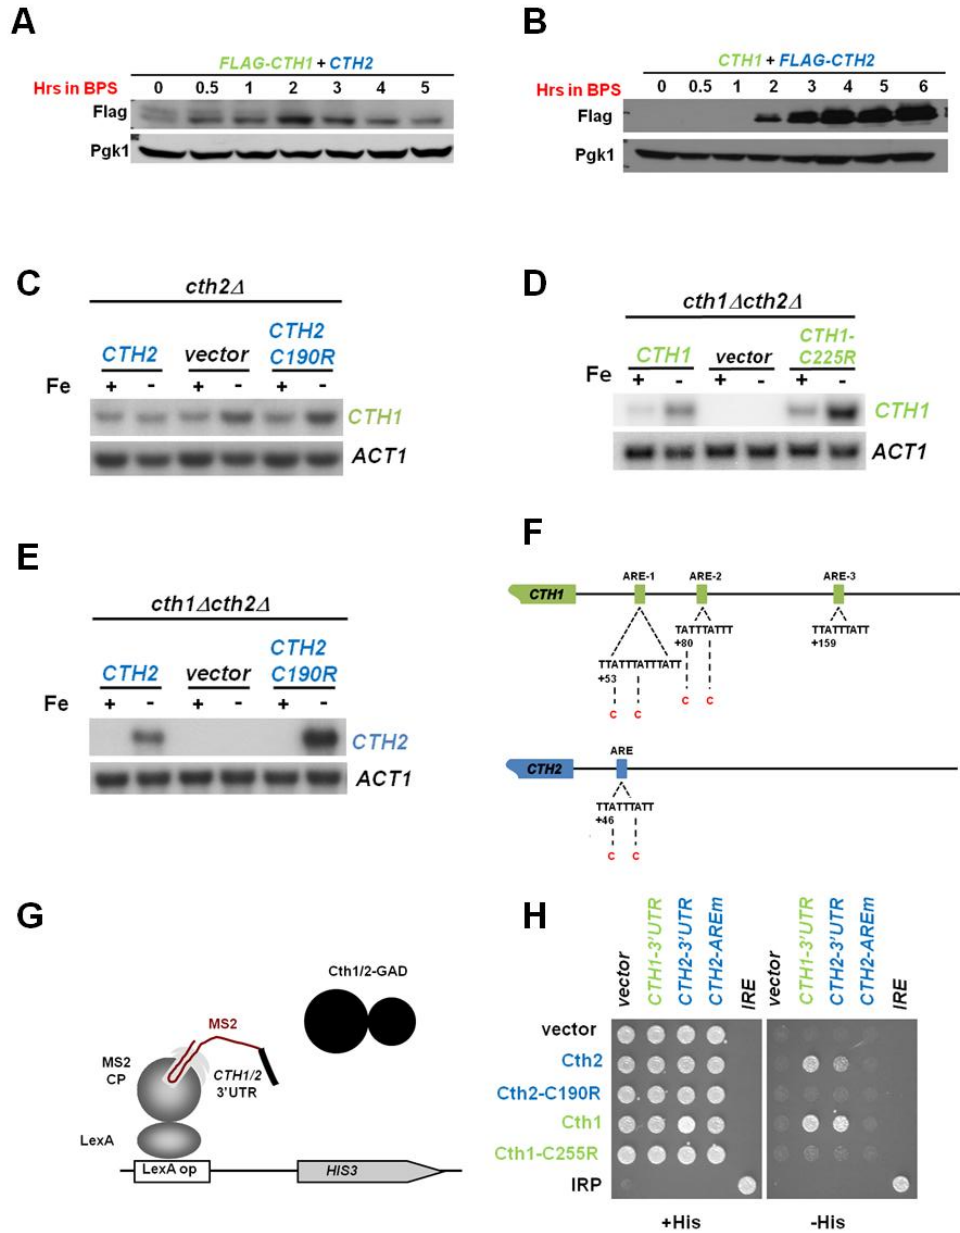 A
FLAG-CTH1 + CTH2
Hrs in BPS 0 0.5 1 2 3 4 5
Flag
Pgk1
B
CTH1 + FLAG-CTH2
Hrs in BPS 0 0.5 1 2 3 4 5 6
Flag
Pgk1
C
cth2Δ
CTH2 vector CTH2 C190R
Fe + - + - + -
CTH1
ACT1
D
cth1Δcth2Δ
CTH1 vector CTH1-C225R
Fe + - + - + -
CTH1
ACT1
E
cth1Δcth2Δ
CTH2 vector CTH2 C190R
Fe + - + - + -
CTH2
ACT1
F
ARE-1 ARE-2 ARE-3
CTH1
TATTTATTT TTATTTATT
+80 +159
TTATTTATTTATT
+53
C C
C C
ARE
CTH2
TTATTTATT
+46
C C
G
Cth1/2-GAD
MS2
MS2
CP
CTH1/2
3'UTR
LexA
LexA op HIS3
H
vector CTH1-3'UTR CTH2-3'UTR CTH2-AREm IRE vector CTH1-3'UTR CTH2-3'UTR CTH2-AREm IRE
vector
Cth2
Cth2-C190R
Cth1
Cth1-C255R
IRP
+His -His